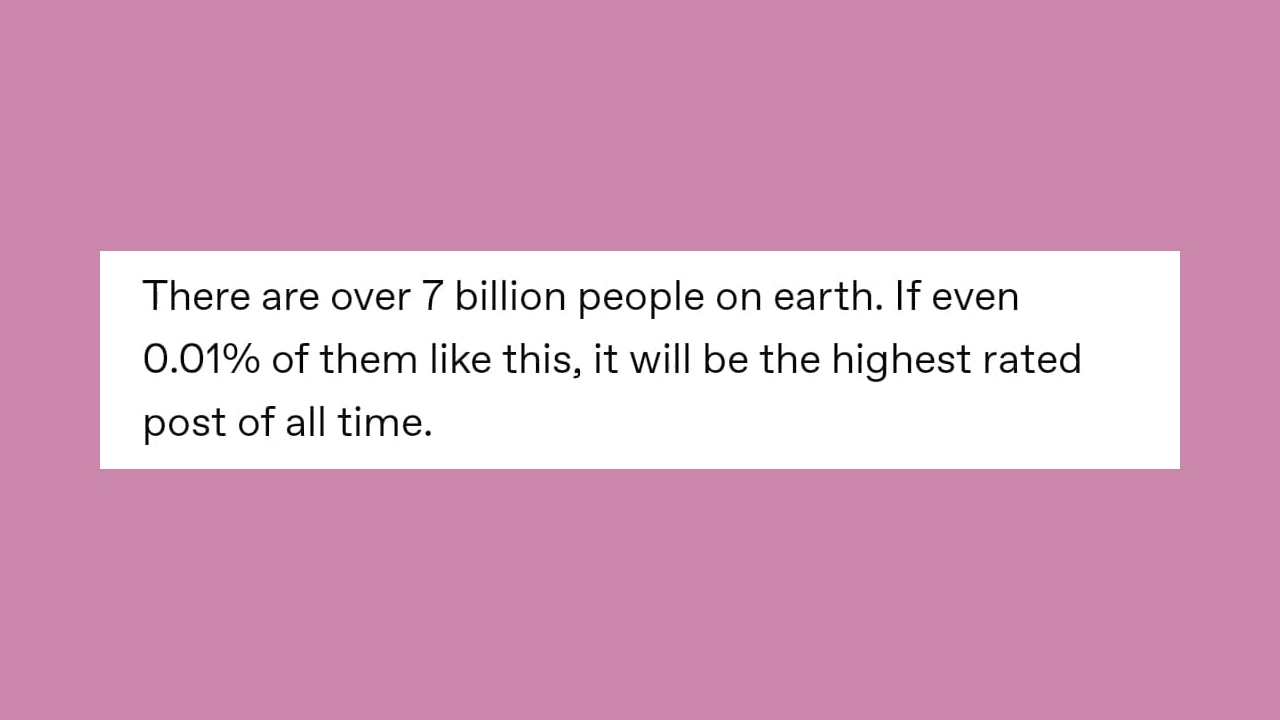 There are over 7 billion people on earth. If even
0.01% of them like this, it will be the highest rated
post of all time.